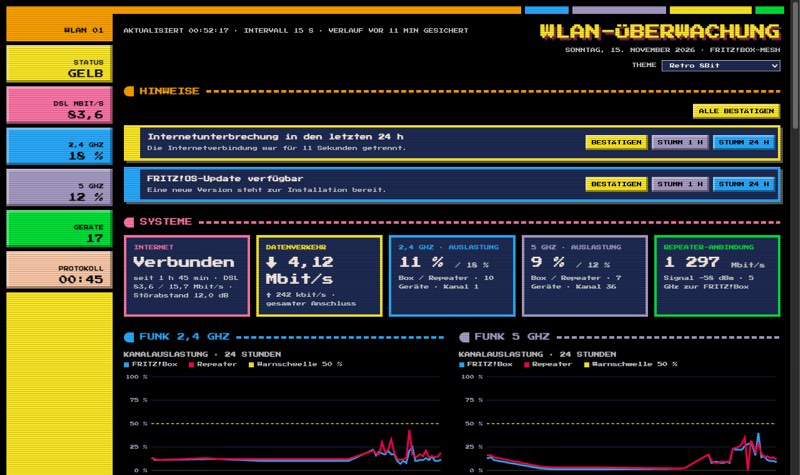 WLAN 01
AKTUALISIERT 00:52:17 · INTERVALL 15 S · VERLAUF VOR 11 MIN GESICHERT
WLAN-ÜBERWACHUNG
SONNTAG, 15. NOVEMBER 2026 · FRITZ!BOX-MESH
THEME Retro 8Bit
STATUS
GELB
DSL MBIT/S
83,6
2,4 GHZ
18 %
5 GHZ
12 %
GERÄTE
17
PROTOKOLL
00:45
HINWEISE
ALLE BESTÄTIGEN
Internetunterbrechung in den letzten 24 h
Die Internetverbindung war für 11 Sekunden getrennt.
BESTÄTIGEN STUMM 1 H STUMM 24 H
FRITZ!OS-Update verfügbar
Eine neue Version steht zur Installation bereit.
BESTÄTIGEN STUMM 1 H STUMM 24 H
SYSTEME
INTERNET
Verbunden
seit 1 h 45 min · DSL
83,6 / 15,7 Mbit/s ·
Störabstand 12,0 dB
DATENVERKEHR
↓ 4,12
Mbit/s
↑ 242 kbit/s ·
gesamter Anschluss
2,4 GHZ · AUSLASTUNG
11 % / 18 %
Box / Repeater · 10
Geräte · Kanal 1
5 GHZ · AUSLASTUNG
9 % / 12 %
Box / Repeater · 7
Geräte · Kanal 36
REPEATER-ANBINDUNG
1 297 Mbit/s
Signal -58 dBm · 5
GHz zur FRITZ!Box
FUNK 2,4 GHZ
KANALAUSLASTUNG · 24 STUNDEN
FRITZ!Box Repeater Warnschwelle 50 %
100 %
75 %
50 %
25 %
0 %
FUNK 5 GHZ
KANALAUSLASTUNG · 24 STUNDEN
FRITZ!Box Repeater Warnschwelle 50 %
100 %
75 %
50 %
25 %
0 %